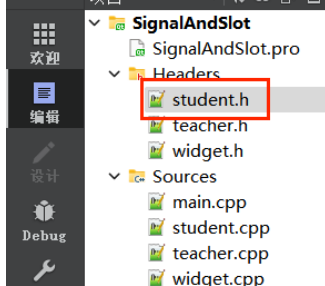 SignalAndSlot
SignalAndSlot.pro
Headers
student.h
teacher.h
widget.h
Sources
main.cpp
student.cpp
teacher.cpp
widget.cpp
欢迎
编辑
设计
Debug